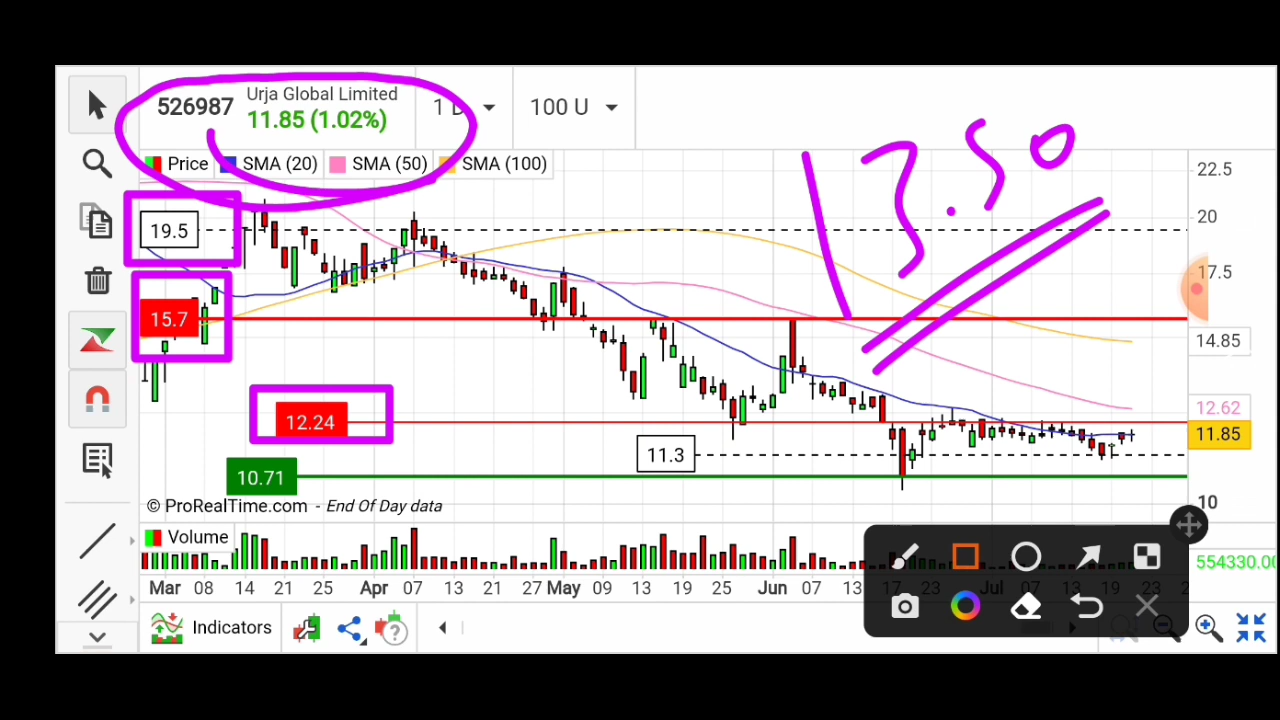 526987 Urja Global Limited 1 D 100 U
11.85 (1.02%)
Price SMA (20) SMA (50) SMA (100)
13.50
22.5
20
19.5
17.5
15.7
14.85
12.62
12.24
11.85
11.3
10.71
10
© ProRealTime.com - End Of Day data
Volume
554330.00
Mar 08 14 21 25 Apr 07 13 21 27 May 09 13 19 25 Jun 07 13 17 23 Jul 07 13 19 23
Indicators